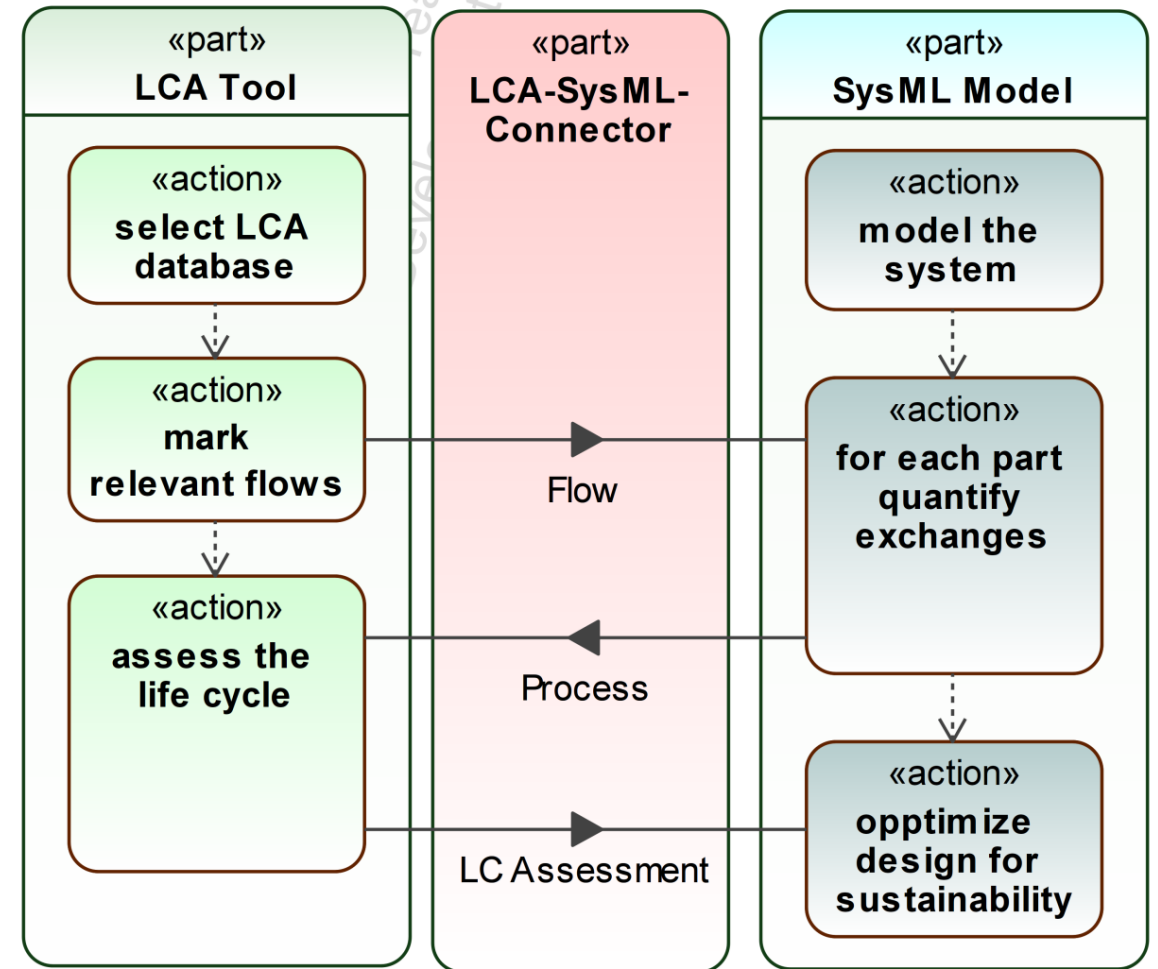 «part»
LCA Tool
«action»
select LCA
database
«action»
mark
relevant flows
«action»
assess the
life cycle
«part»
LCA-SysML-
Connector
Flow
Process
LC Assessment
«part»
SysML Model
«action»
model the
system
«action»
for each part
quantify
exchanges
«action»
opptimize
design for
sustainability